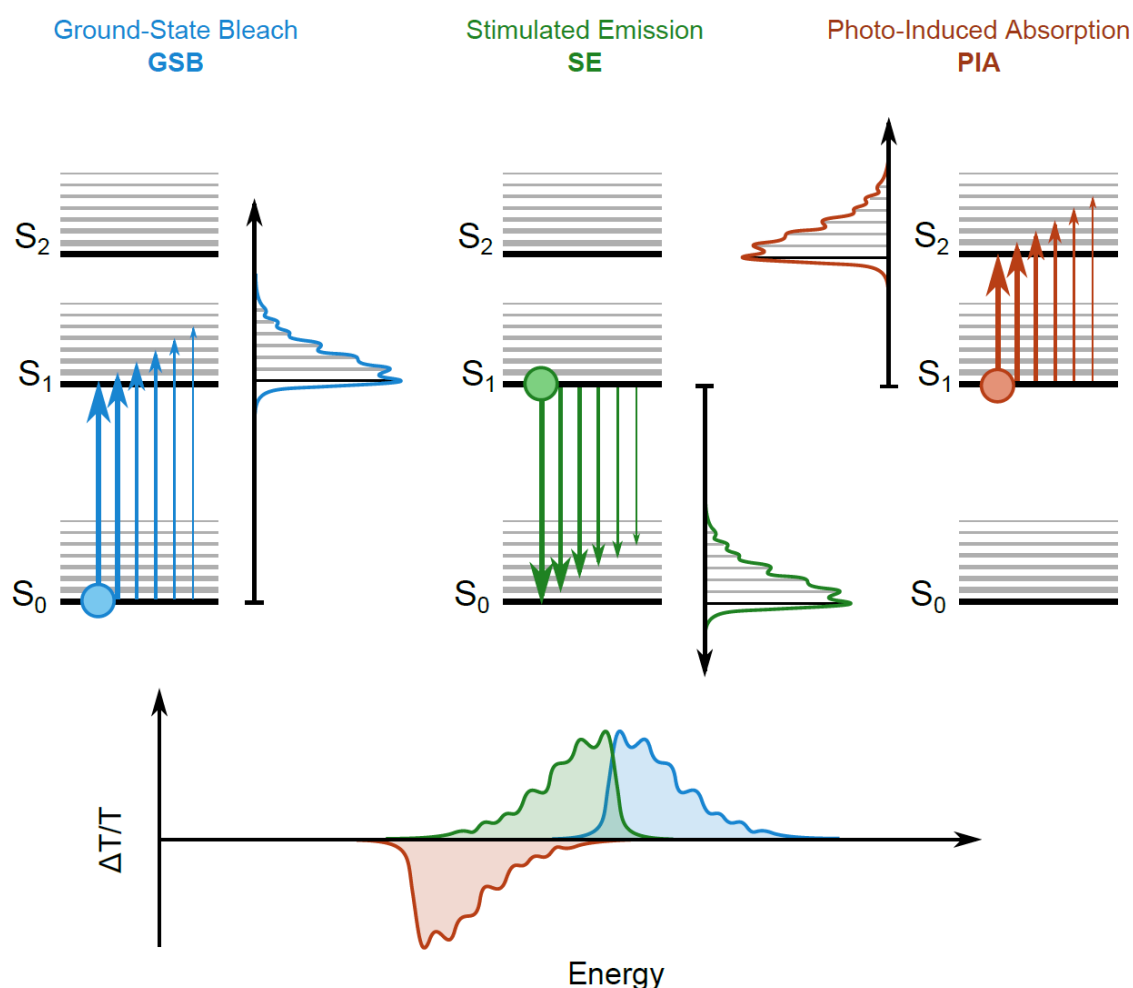 Ground-State Bleach
GSB
Stimulated Emission
SE
Photo-Induced Absorption
PIA
S₂
S₁
S₀
S₂
S₁
S₀
S₂
S₁
S₀
ΔT/T
Energy